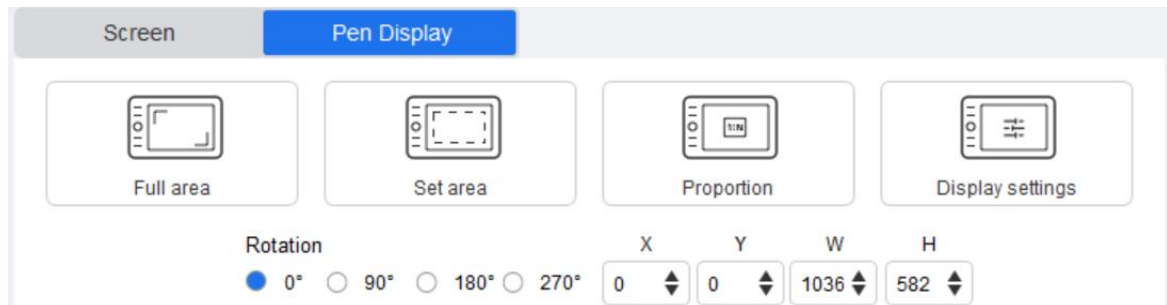 Screen Pen Display
Full area Set area Proportion Display settings
Rotation X Y W H
0° 90° 180° 270° 0 0 1036 582